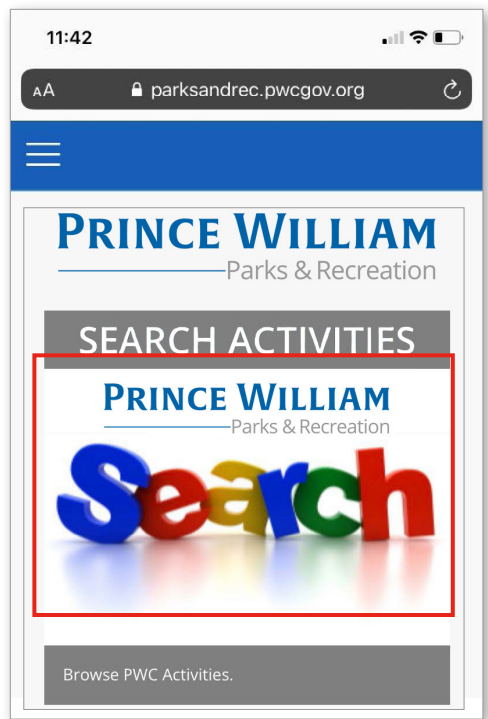 11:42
AA parksandrec.pwcgov.org
PRINCE WILLIAM
Parks & Recreation
SEARCH ACTIVITIES
PRINCE WILLIAM
Parks & Recreation
Search
Browse PWC Activities.